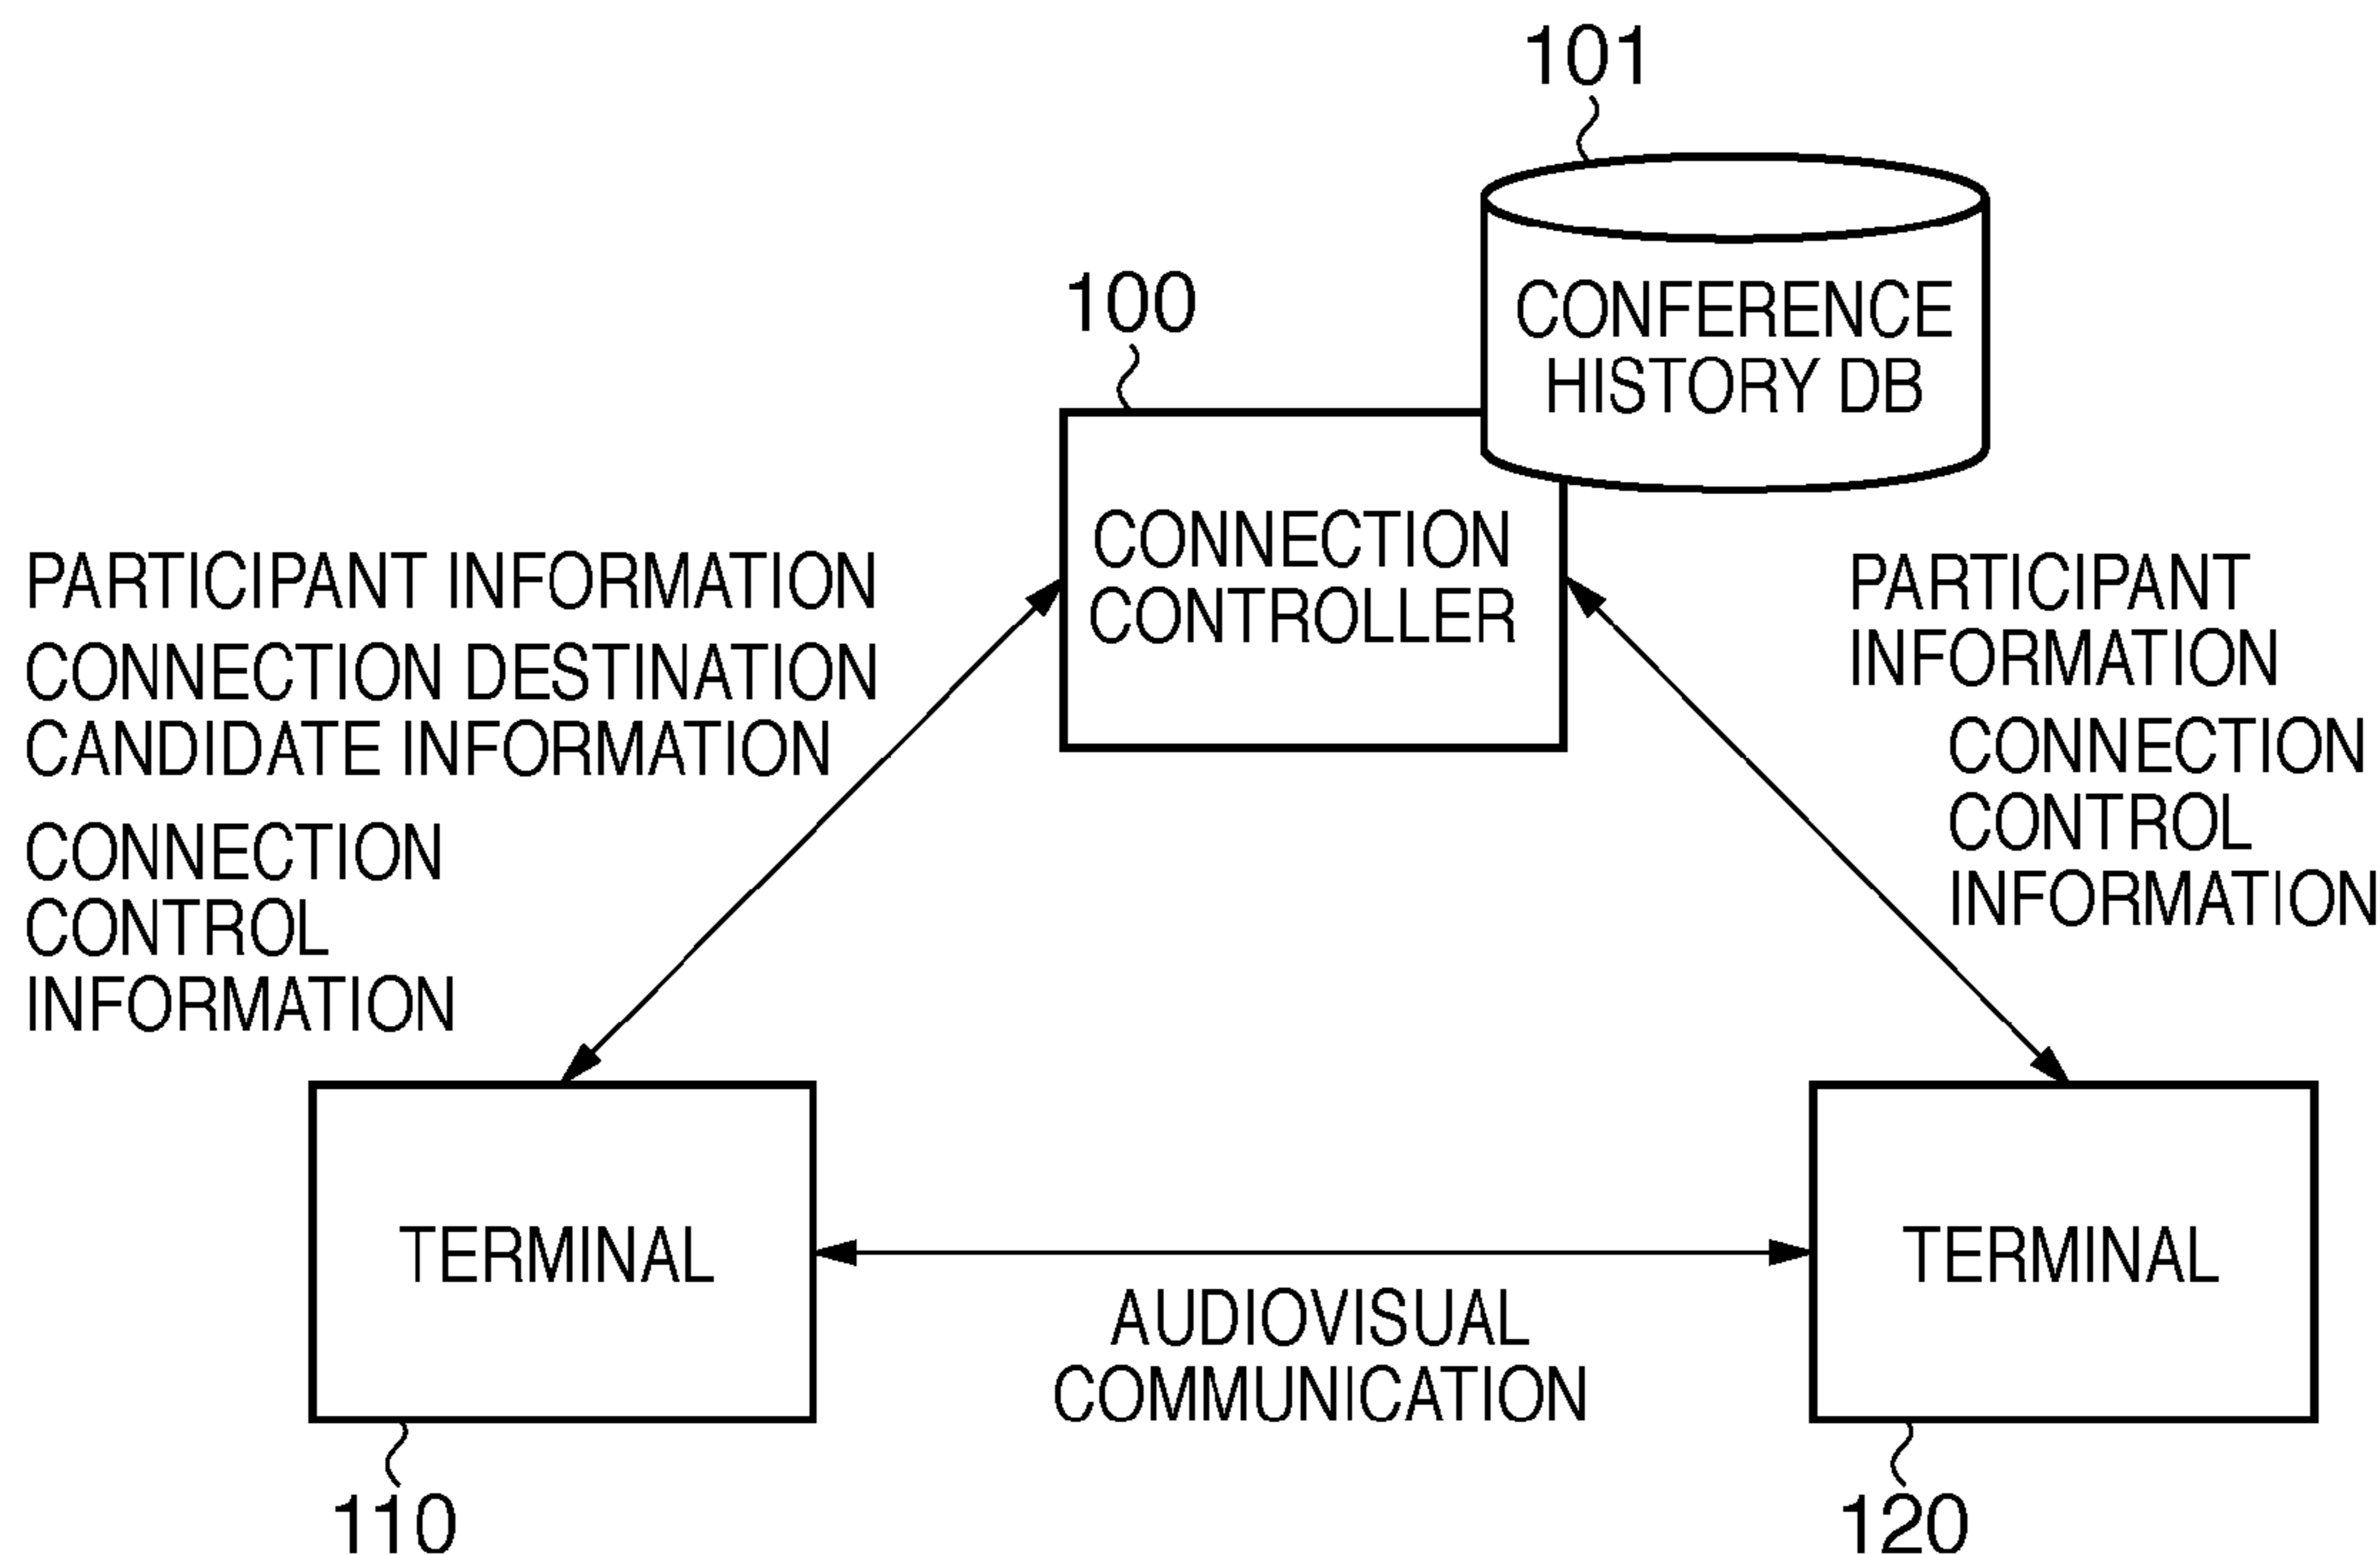 101
100
CONFERENCE
HISTORY DB
CONNECTION
CONTROLLER
PARTICIPANT INFORMATION
CONNECTION DESTINATION
CANDIDATE INFORMATION
CONNECTION
CONTROL
INFORMATION
PARTICIPANT
INFORMATION
CONNECTION
CONTROL
INFORMATION
TERMINAL
AUDIOVISUAL
COMMUNICATION
TERMINAL
110
120